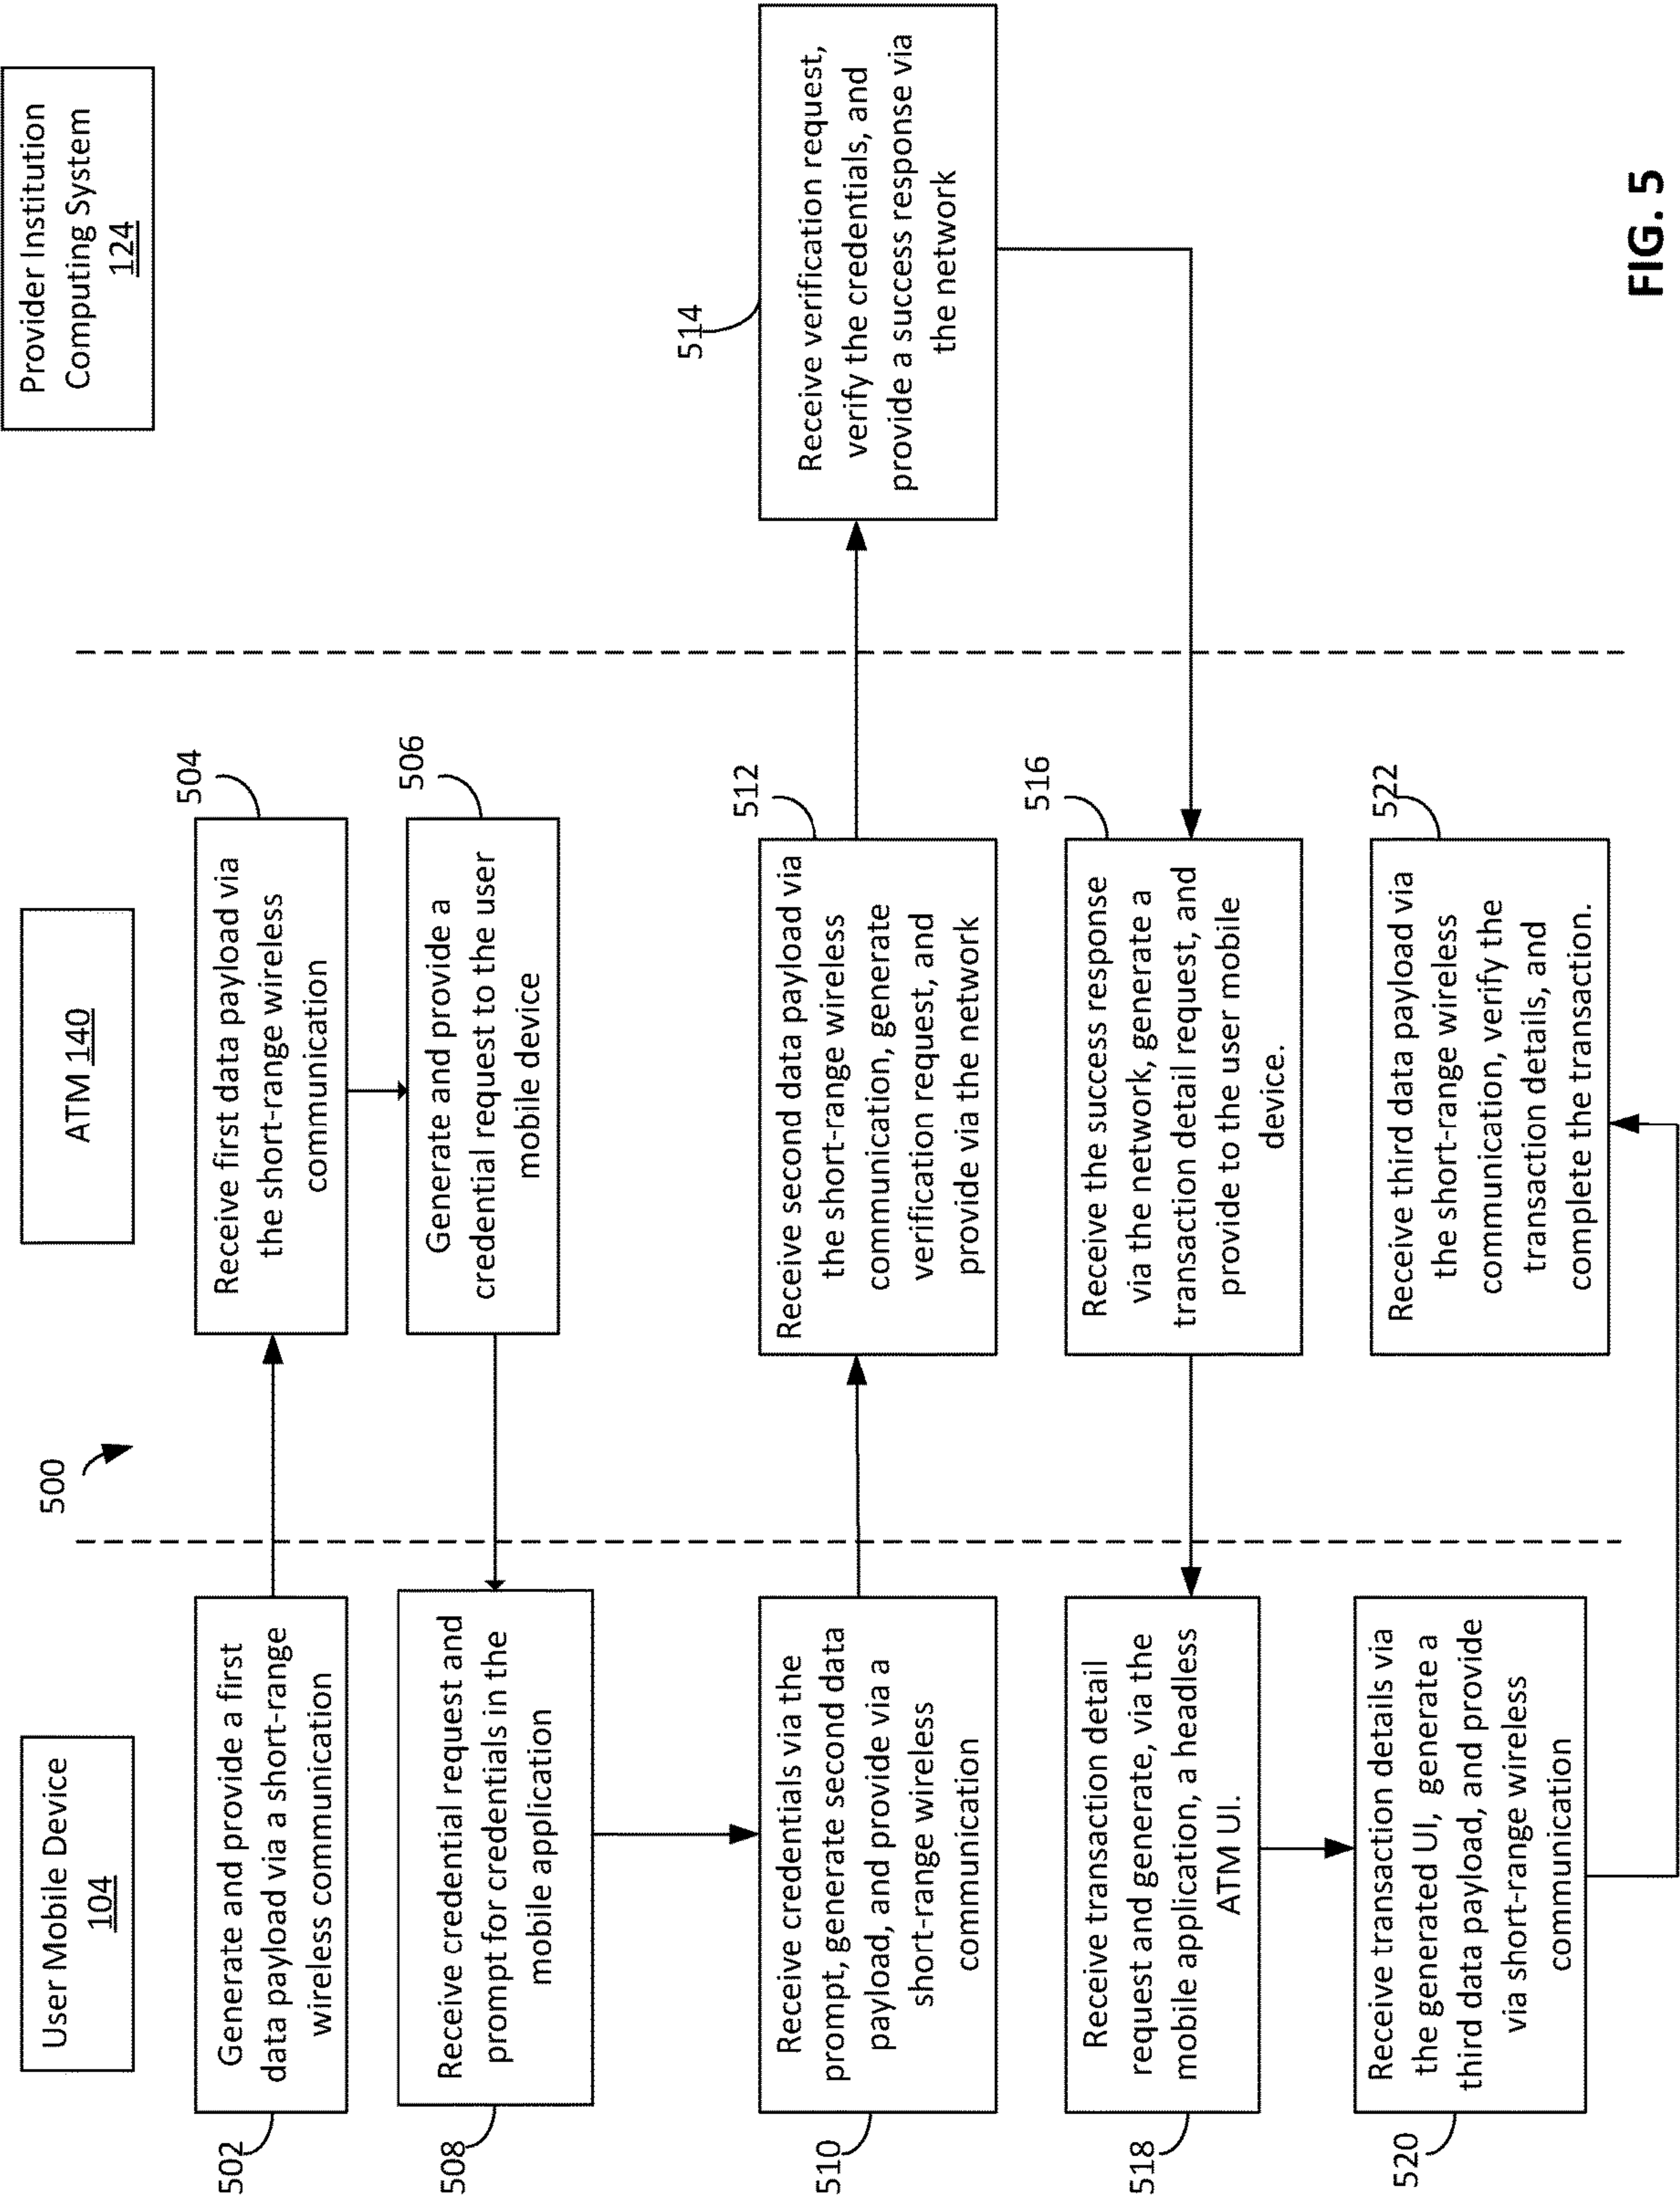 User Mobile Device
104
ATM 140
Provider Institution
Computing System
124
500
502
Generate and provide a first
data payload via a short-range
wireless communication
504
Receive first data payload via
the short-range wireless
communication
506
Generate and provide a
credential request to the user
mobile device
508
Receive credential request and
prompt for credentials in the
mobile application
510
Receive credentials via the
prompt, generate second data
payload, and provide via a
short-range wireless
communication
512
Receive second data payload via
the short-range wireless
communication, generate
verification request, and
provide via the network
514
Receive verification request,
verify the credentials, and
provide a success response via
the network
516
Receive the success response
via the network, generate a
transaction detail request, and
provide to the user mobile
device.
518
Receive transaction detail
request and generate, via the
mobile application, a headless
ATM UI.
520
Receive transaction details via
the generated UI, generate a
third data payload, and provide
via short-range wireless
communication
522
Receive third data payload via
the short-range wireless
communication, verify the
transaction details, and
complete the transaction.
FIG. 5